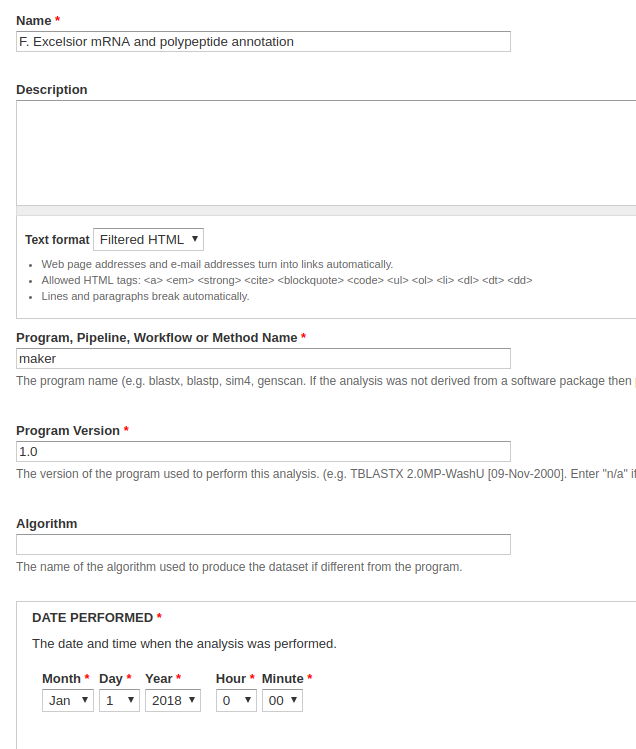 Name *
F. Excelsior mRNA and polypeptide annotation
Description
Text format Filtered HTML
Web page addresses and e-mail addresses turn into links automatically.
Allowed HTML tags: <a> <em> <strong> <cite> <blockquote> <code> <ul> <ol> <li> <dl> <dt> <dd>
Lines and paragraphs break automatically.
Program, Pipeline, Workflow or Method Name *
maker
The program name (e.g. blastx, blastp, sim4, genscan. If the analysis was not derived from a software package then
Program Version *
1.0
The version of the program used to perform this analysis. (e.g. TBLASTX 2.0MP-WashU [09-Nov-2000]. Enter "n/a" if
Algorithm
The name of the algorithm used to produce the dataset if different from the program.
DATE PERFORMED *
The date and time when the analysis was performed.
Month * Day * Year * Hour * Minute *
Jan 1 2018 0 00